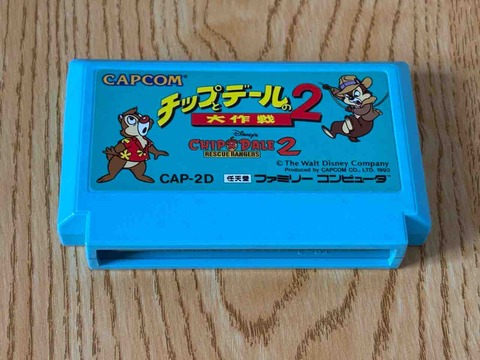 CAPCOM
チップとデールの
大作戦 2
Disney's
CHIP 'N DALE 2
RESCUE RANGERS
© The Walt Disney Company
Produced by CAPCOM CO., LTD. 1993
CAP-2D 任天堂 ファミリー コンピュータ